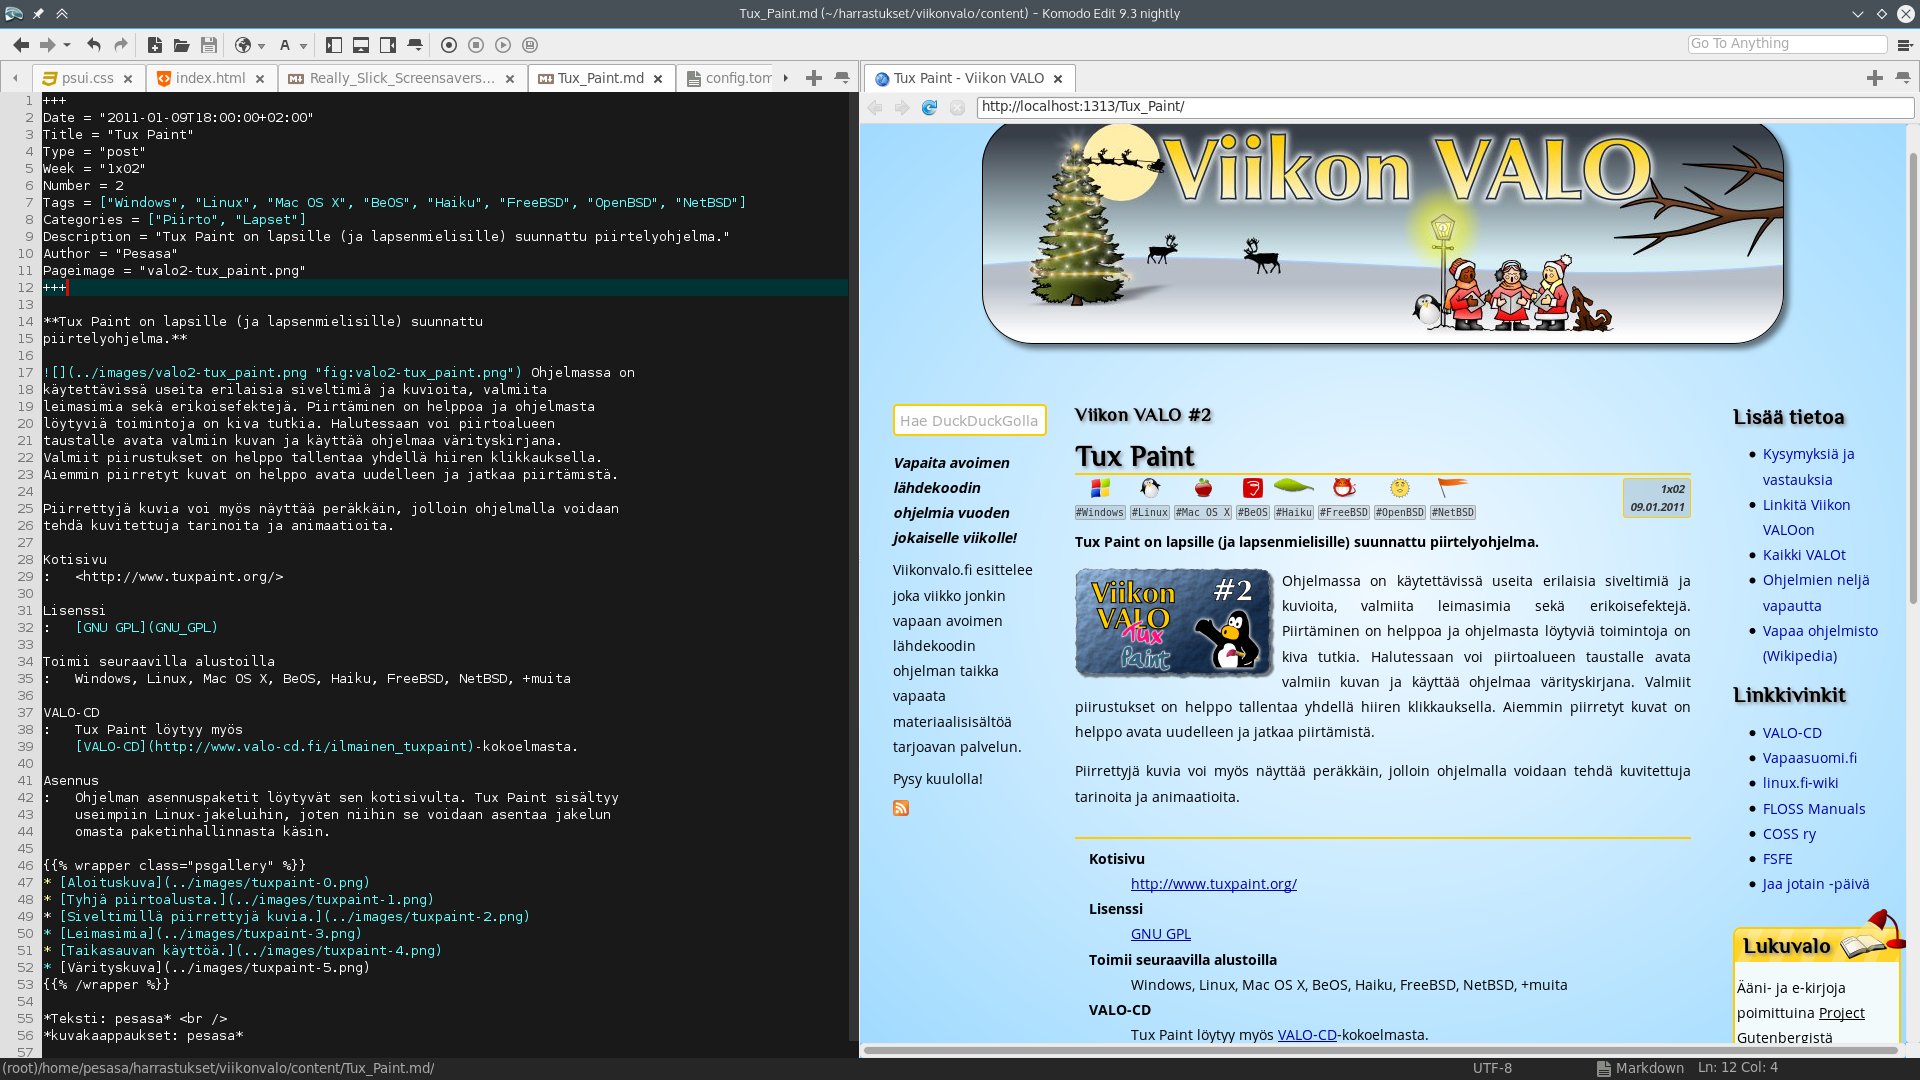 Tux_Paint.md (~/harrastukset/viikonvalo/content) - Komodo Edit 9.3 nightly
Go To Anything
psui.css
index.html
Really_Slick_Screensavers...
Tux_Paint.md
config.tom
1 +++
2 Date = "2011-01-09T18:00:00+02:00"
3 Title = "Tux Paint"
4 Type = "post"
5 Week = "1x02"
6 Number = 2
7 Tags = ["Windows", "Linux", "Mac OS X", "BeOS", "Haiku", "FreeBSD", "OpenBSD", "NetBSD"]
8 Categories = ["Piirto", "Lapset"]
9 Description = "Tux Paint on lapsille (ja lapsenmielisille) suunnattu piirtelyohjelma."
10 Author = "Pesasa"
11 Pageimage = "valo2-tux_paint.png"
12 +++
13
14 **Tux Paint on lapsille (ja lapsenmielisille) suunnattu
15 piirtelyohjelma.**
16
17 ![](../images/valo2-tux_paint.png "fig:valo2-tux_paint.png") Ohjelmassa on
18 käytettävissä useita erilaisia siveltimiä ja kuvioita, valmiita
19 leimasimia sekä erikoisefektejä. Piirtäminen on helppoa ja ohjelmasta
20 löytyviä toimintoja on kiva tutkia. Halutessaan voi piirtoalueen
21 taustalle avata valmiin kuvan ja käyttää ohjelmaa värityskirjana.
22 Valmiit piirustukset on helppo tallentaa yhdellä hiiren klikkauksella.
23 Aiemmin piirretyt kuvat on helppo avata uudelleen ja jatkaa piirtämistä.
24
25 Piirrettyjä kuvia voi myös näyttää peräkkäin, jolloin ohjelmalla voidaan
26 tehdä kuvitettuja tarinoita ja animaatioita.
27
28 Kotisivu
29 :   <http://www.tuxpaint.org/>
30
31 Lisenssi
32 :   [GNU GPL](GNU_GPL)
33
34 Toimii seuraavilla alustoilla
35 :   Windows, Linux, Mac OS X, BeOS, Haiku, FreeBSD, NetBSD, +muita
36
37 VALO-CD
38 :   Tux Paint löytyy myös
39     [VALO-CD](http://www.valo-cd.fi/ilmainen_tuxpaint)-kokoelmasta.
40
41 Asennus
42 :   Ohjelman asennuspaketit löytyvät sen kotisivulta. Tux Paint sisältyy
43     useimpiin Linux-jakeluihin, joten niihin se voidaan asentaa jakelun
44     omasta paketinhallinnasta käsin.
45
46 {{% wrapper class="psgallery" %}}
47 * [Aloituskuva](../images/tuxpaint-0.png)
48 * [Tyhjä piirtoalusta.](../images/tuxpaint-1.png)
49 * [Siveltimillä piirrettyjä kuvia.](../images/tuxpaint-2.png)
50 * [Leimasimia](../images/tuxpaint-3.png)
51 * [Taikasauvan käyttöä.](../images/tuxpaint-4.png)
52 * [Värityskuva](../images/tuxpaint-5.png)
53 {{% /wrapper %}}
54
55 *Teksti: pesasa* <br />
56 *kuvakaappaukset: pesasa*
57
Tux Paint - Viikon VALO
http://localhost:1313/Tux_Paint/
Viikon VALO
Hae DuckDuckGolla
Vapaita avoimen
lähdekoodin
ohjelmia vuoden
jokaiselle viikolle!
Viikonvalo.fi esittelee
joka viikko jonkin
vapaan avoimen
lähdekoodin
ohjelman taikka
vapaata
materiaalisisältöä
tarjoavan palvelun.
Pysy kuulolla!
Viikon VALO #2
Tux Paint
#Windows #Linux #Mac OS X #BeOS #Haiku #FreeBSD #OpenBSD #NetBSD
1x02
09.01.2011
Tux Paint on lapsille (ja lapsenmielisille) suunnattu piirtelyohjelma.
Viikon VALO #2
Tux Paint
Ohjelmassa on käytettävissä useita erilaisia siveltimiä ja
kuvioita, valmiita leimasimia sekä erikoisefektejä.
Piirtäminen on helppoa ja ohjelmasta löytyviä toimintoja on
kiva tutkia. Halutessaan voi piirtoalueen taustalle avata
valmiin kuvan ja käyttää ohjelmaa värityskirjana. Valmiit
piirustukset on helppo tallentaa yhdellä hiiren klikkauksella. Aiemmin piirretyt kuvat on
helppo avata uudelleen ja jatkaa piirtämistä.
Piirrettyjä kuvia voi myös näyttää peräkkäin, jolloin ohjelmalla voidaan tehdä kuvitettuja
tarinoita ja animaatioita.
Kotisivu
http://www.tuxpaint.org/
Lisenssi
GNU GPL
Toimii seuraavilla alustoilla
Windows, Linux, Mac OS X, BeOS, Haiku, FreeBSD, NetBSD, +muita
VALO-CD
Tux Paint löytyy myös VALO-CD-kokoelmasta.
Lisää tietoa
Kysymyksiä ja
vastauksia
Linkitä Viikon
VALOon
Kaikki VALOt
Ohjelmien neljä
vapautta
Vapaa ohjelmisto
(Wikipedia)
Linkkivinkit
VALO-CD
Vapaasuomi.fi
linux.fi-wiki
FLOSS Manuals
COSS ry
FSFE
Jaa jotain -päivä
Lukuvalo
Ääni- ja e-kirjoja
poimittuina Project
Gutenbergistä
(root)/home/pesasa/harrastukset/viikonvalo/content/Tux_Paint.md/
UTF-8
Markdown
Ln: 12 Col: 4